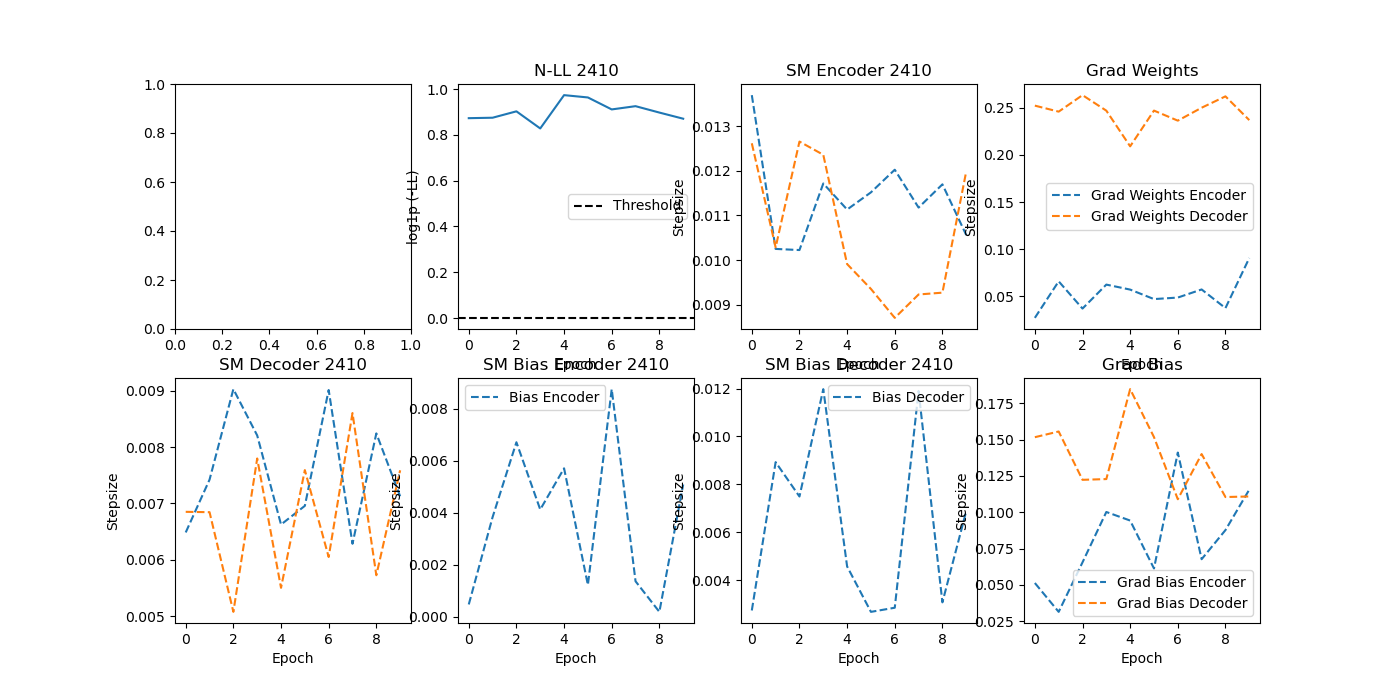 1.0
0.8
0.6
0.4
0.2
0.0
0.0 0.2 0.4 0.6 0.8 1.0
N-LL 2410
log1p (-LL)
1.0
0.8
0.6
0.4
0.2
0.0
Threshold
0 2 4 6 8
Epoch
SM Encoder 2410
Stepsize
0.013
0.012
0.011
0.010
0.009
0 2 4 6 8
Epoch
Grad Weights
Stepsize
0.25
0.20
0.15
0.10
0.05
Grad Weights Encoder
Grad Weights Decoder
0 2 4 6 8
Epoch
SM Decoder 2410
Stepsize
0.009
0.008
0.007
0.006
0.005
0 2 4 6 8
Epoch
SM Bias Encoder 2410
Stepsize
0.008
0.006
0.004
0.002
0.000
Bias Encoder
0 2 4 6 8
Epoch
SM Bias Decoder 2410
Stepsize
0.012
0.010
0.008
0.006
0.004
Bias Decoder
0 2 4 6 8
Epoch
Grad Bias
Stepsize
0.175
0.150
0.125
0.100
0.075
0.050
0.025
Grad Bias Encoder
Grad Bias Decoder
0 2 4 6 8
Epoch